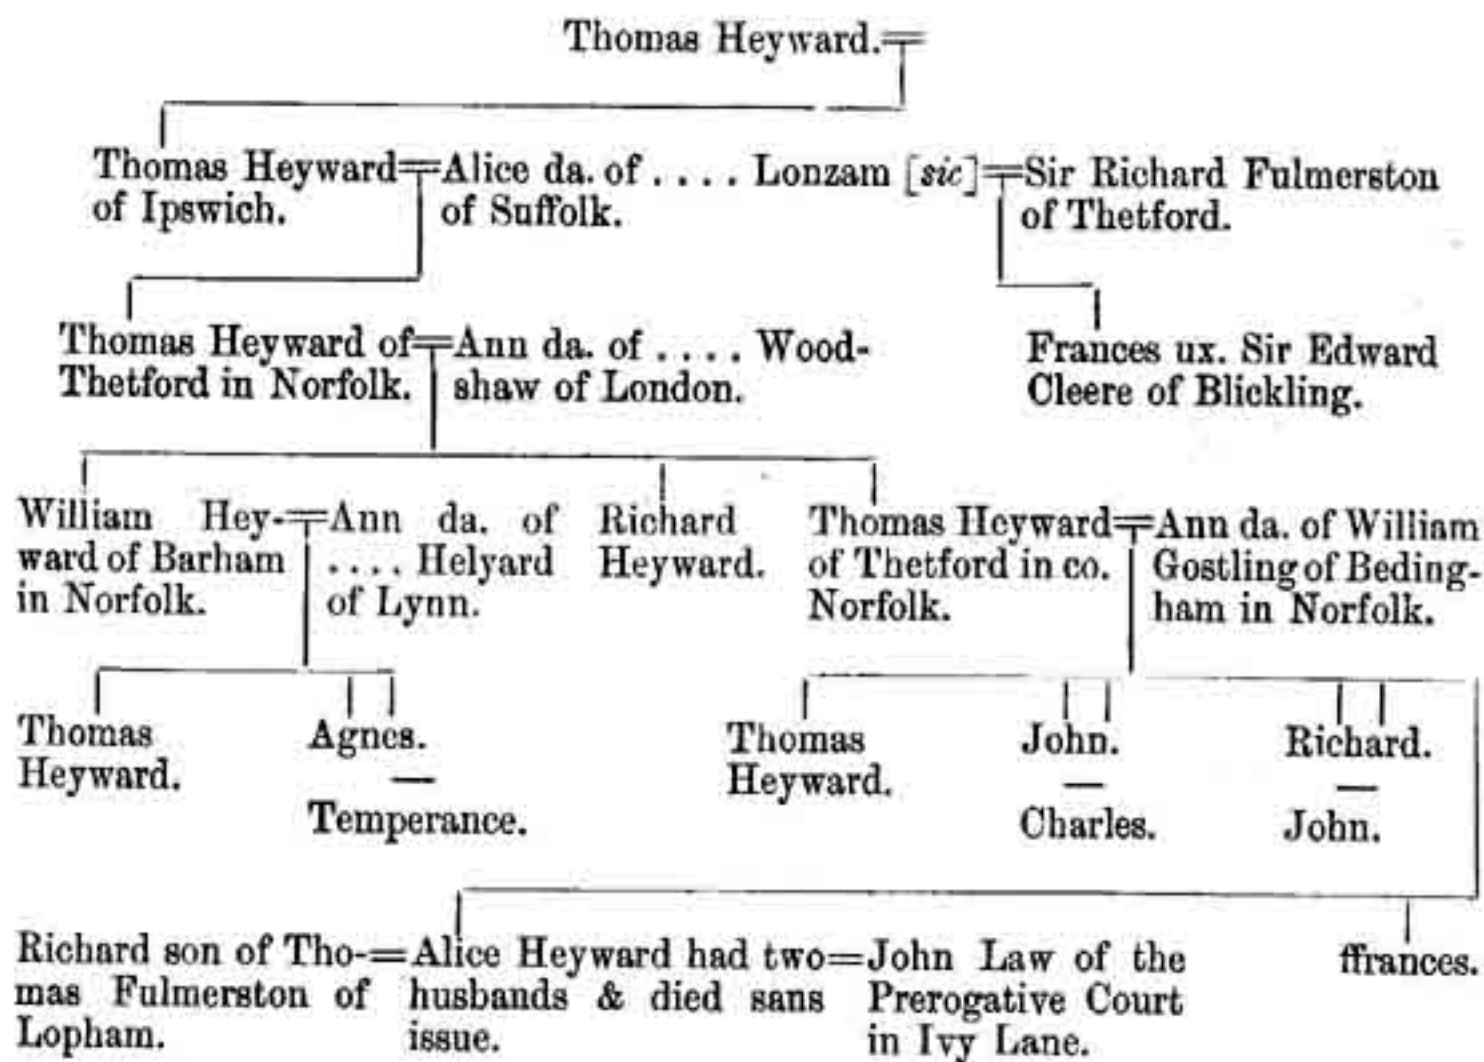 Thomas Heyward.
Thomas Heyward
of Ipswich.
Alice da. of . . . . Lonzam [sic]
of Suffolk.
Sir Richard Fulmerston
of Thetford.
Thomas Heyward of
Thetford in Norfolk.
Ann da. of . . . . Wood-
shaw of London.
Frances ux. Sir Edward
Cleere of Blickling.
William Hey-
ward of Barham
in Norfolk.
Ann da. of
. . . . Helyard
of Lynn.
Richard
Heyward.
Thomas Heyward
of Thetford in co.
Norfolk.
Ann da. of William
Gostling of Beding-
ham in Norfolk.
Thomas
Heyward.
Agnes.
—
Temperance.
Thomas
Heyward.
John.
—
Charles.
Richard.
—
John.
Richard son of Tho-
mas Fulmerston of
Lopham.
Alice Heyward had two
husbands & died sans
issue.
John Law of the
Prerogative Court
in Ivy Lane.
ffrances.